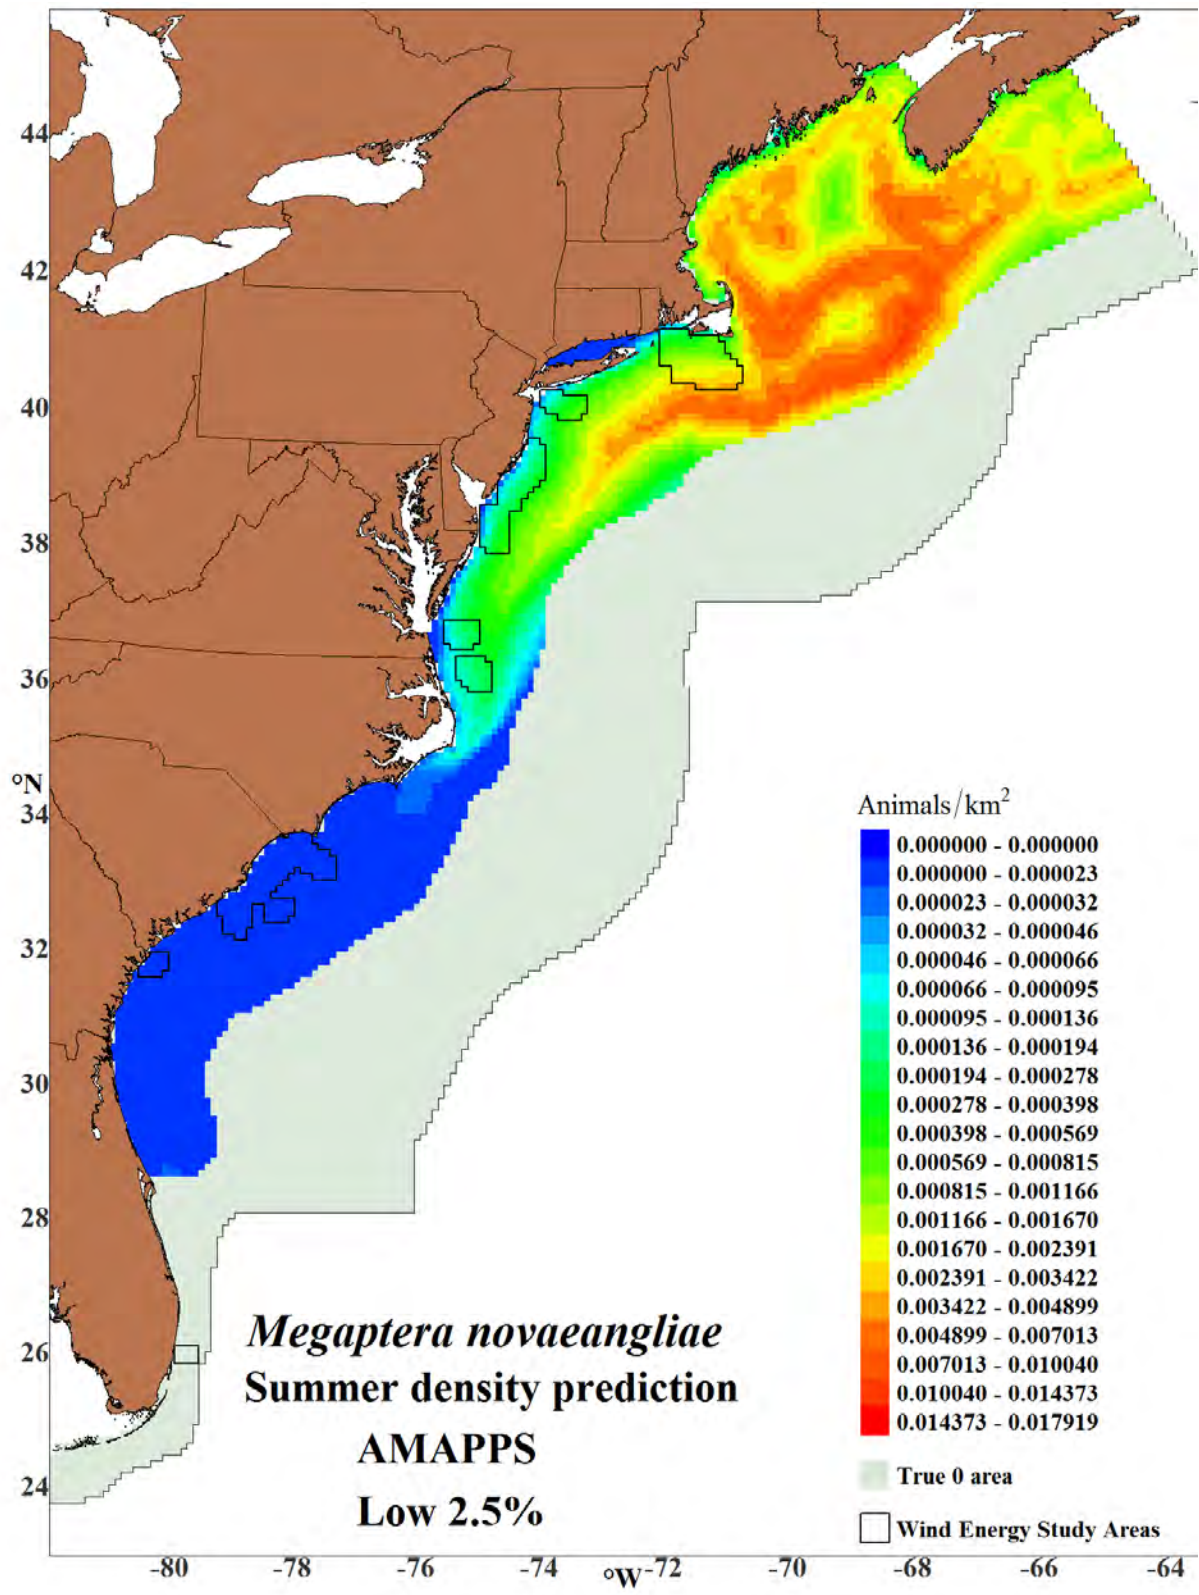 44
42
40
38
36
°N
34
32
30
28
26
24
Animals/km²
0.000000 - 0.000000
0.000000 - 0.000023
0.000023 - 0.000032
0.000032 - 0.000046
0.000046 - 0.000066
0.000066 - 0.000095
0.000095 - 0.000136
0.000136 - 0.000194
0.000194 - 0.000278
0.000278 - 0.000398
0.000398 - 0.000569
0.000569 - 0.000815
0.000815 - 0.001166
0.001166 - 0.001670
0.001670 - 0.002391
0.002391 - 0.003422
0.003422 - 0.004899
0.004899 - 0.007013
0.007013 - 0.010040
0.010040 - 0.014373
0.014373 - 0.017919
True 0 area
Wind Energy Study Areas
Megaptera novaeangliae
Summer density prediction
AMAPPS
Low 2.5%
-80 -78 -76 -74 °W -72 -70 -68 -66 -64